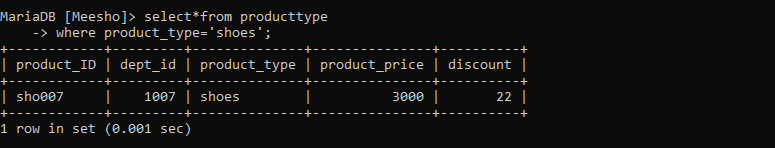 MariaDB [Meesho]> select*from producttype
    -> where product_type='shoes';
+------------+---------+--------------+---------------+----------+
| product_ID | dept_id | product_type | product_price | discount |
+------------+---------+--------------+---------------+----------+
| sho007     |    1007 | shoes        |          3000 |       22 |
+------------+---------+--------------+---------------+----------+
1 row in set (0.001 sec)